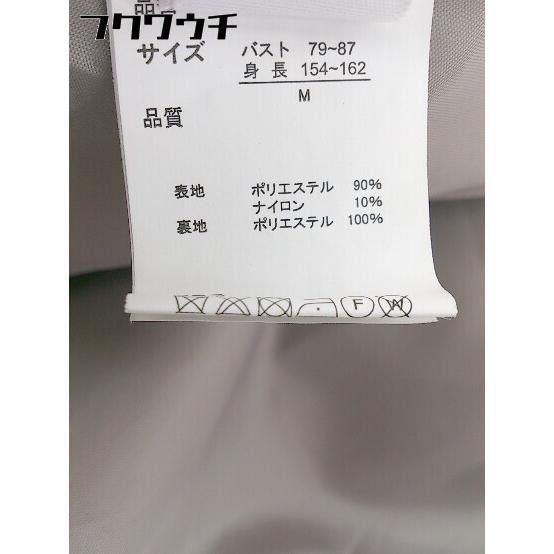 フクワウチ
品
サイズ バスト 79~87
身長 154~162
M
品質
表地 ポリエステル 90%
ナイロン 10%
裏地 ポリエステル 100%
F W